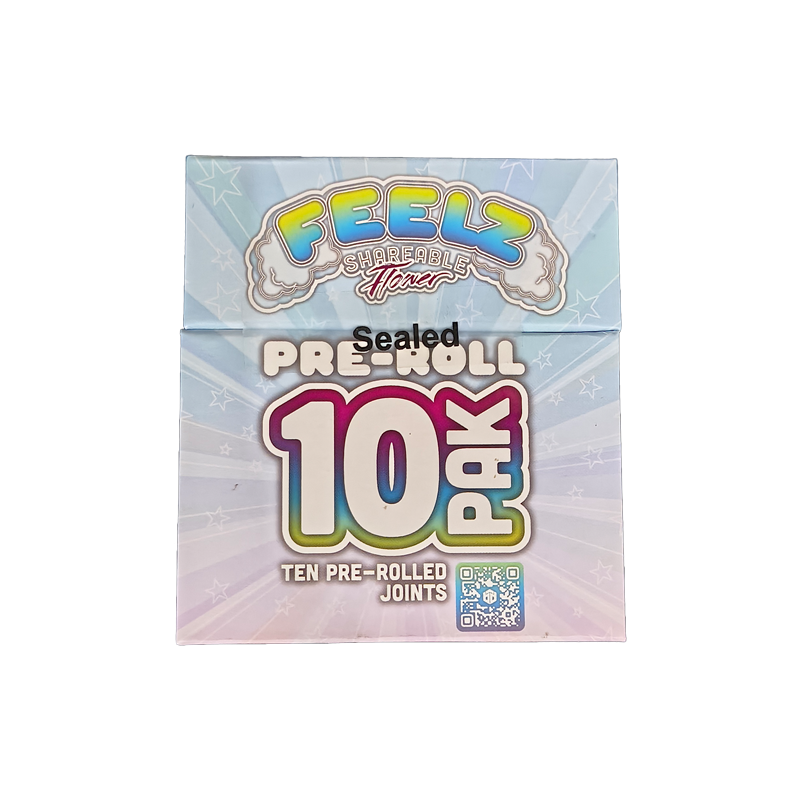 FEELZ
SHAREABLE
Flower
Sealed
PRE-ROLL
10 PAK
TEN PRE-ROLLED
JOINTS